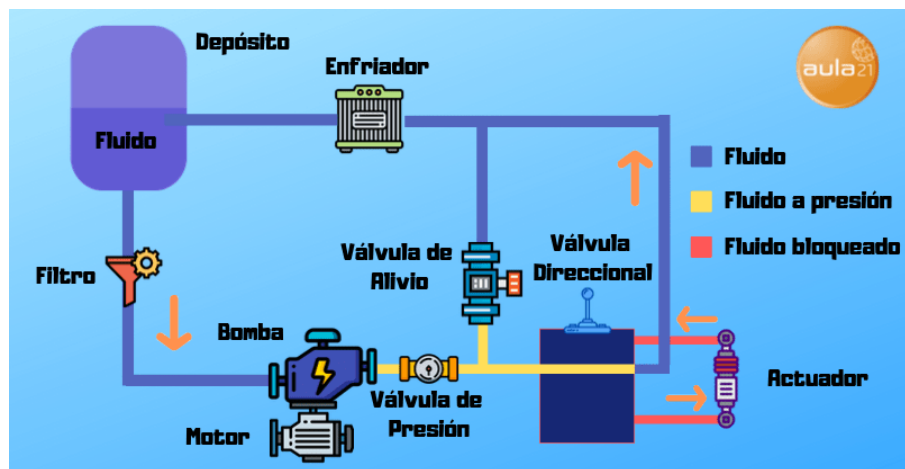 Depósito
Enfriador
aula21
Fluido
Fluido
Fluido a presión
Fluido bloqueado
Válvula de
Alivio
Válvula
Direccional
Filtro
Bomba
Actuador
Válvula de
Presión
Motor